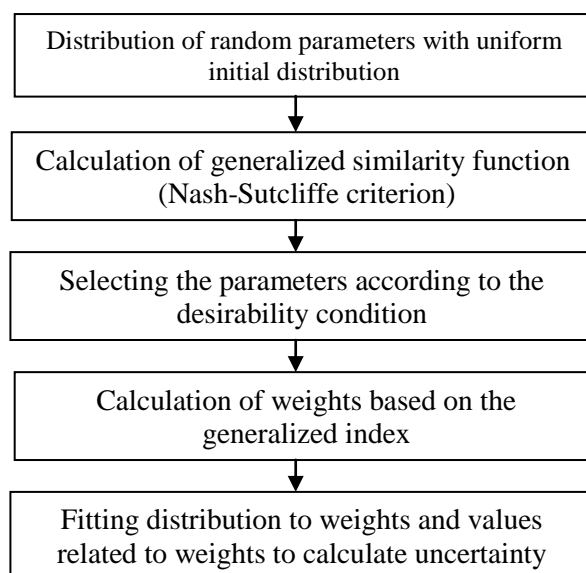 Distribution of random parameters with uniform
initial distribution
Calculation of generalized similarity function
(Nash-Sutcliffe criterion)
Selecting the parameters according to the
desirability condition
Calculation of weights based on the
generalized index
Fitting distribution to weights and values
related to weights to calculate uncertainty